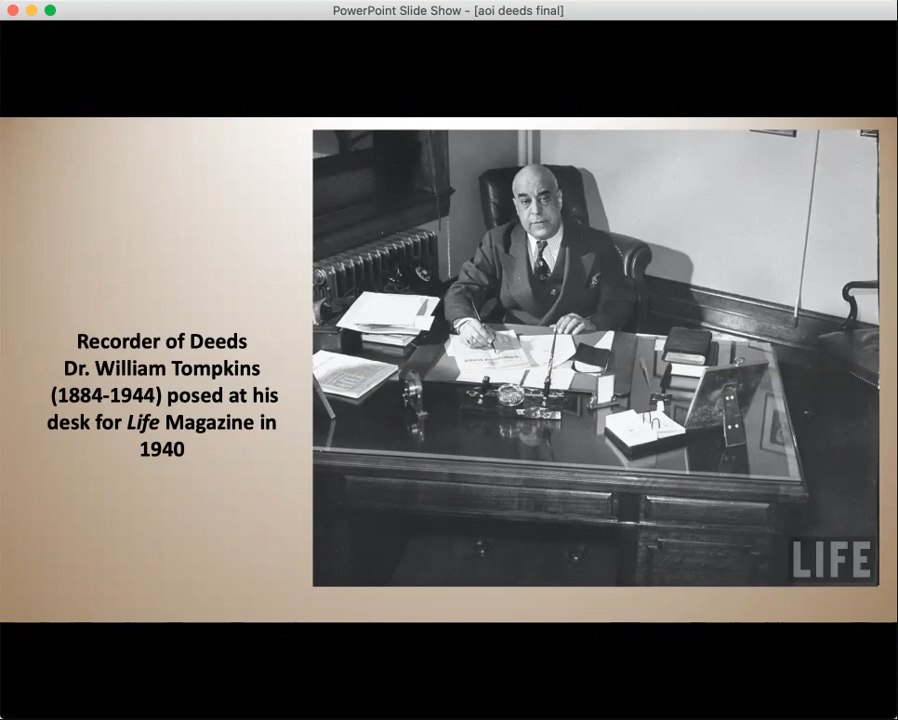 PowerPoint Slide Show - [aoi deeds final]
Recorder of Deeds
Dr. William Tompkins
(1884-1944) posed at his
desk for Life Magazine in
1940
LIFE